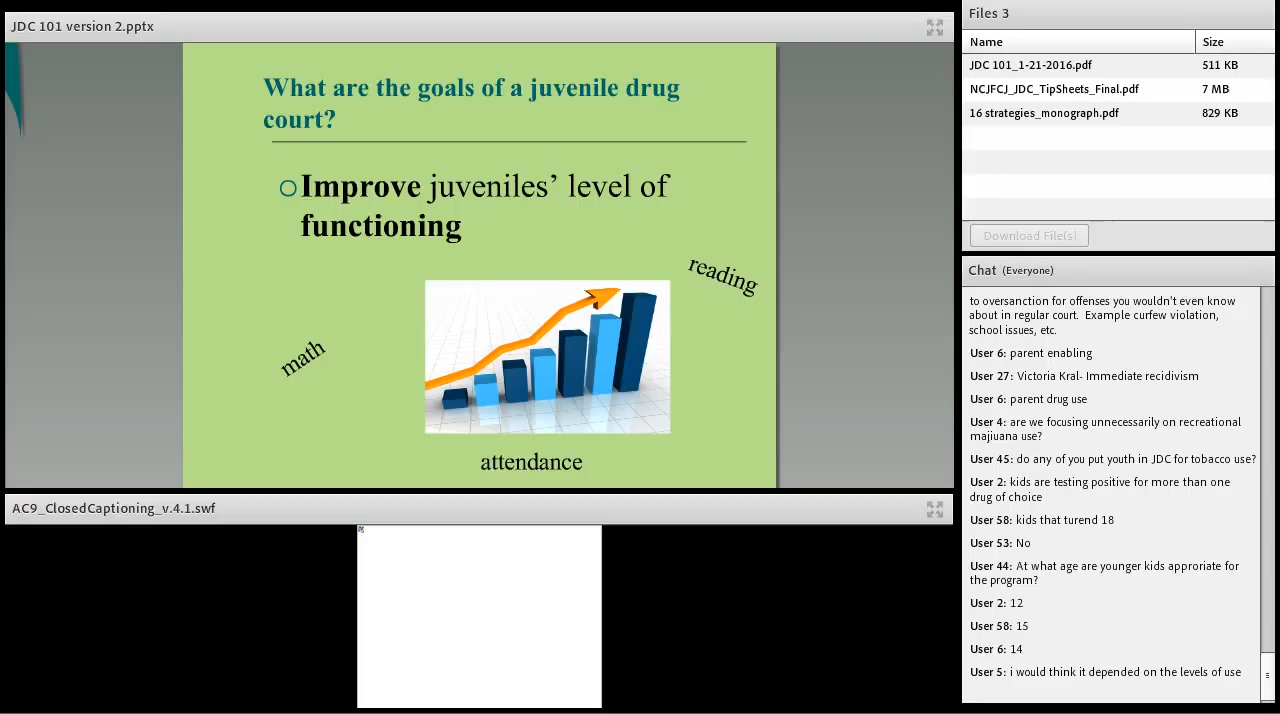 JDC 101 version 2.pptx
What are the goals of a juvenile drug
court?
Improve juveniles’ level of
functioning
reading
math
attendance
AC9_ClosedCaptioning_v.4.1.swf
Files 3
Name Size
JDC 101_1-21-2016.pdf 511 KB
NCJFCJ_JDC_TipSheets_Final.pdf 7 MB
16 strategies_monograph.pdf 829 KB
Download File(s)
Chat (Everyone)
to oversanction for offenses you wouldn't even know
about in regular court. Example curfew violation,
school issues, etc.
User 6: parent enabling
User 27: Victoria Kral- Immediate recidivism
User 6: parent drug use
User 4: are we focusing unnecessarily on recreational
majiuana use?
User 45: do any of you put youth in JDC for tobacco use?
User 2: kids are testing positive for more than one
drug of choice
User 58: kids that turend 18
User 53: No
User 44: At what age are younger kids approriate for
the program?
User 2: 12
User 58: 15
User 6: 14
User 5: i would think it depended on the levels of use